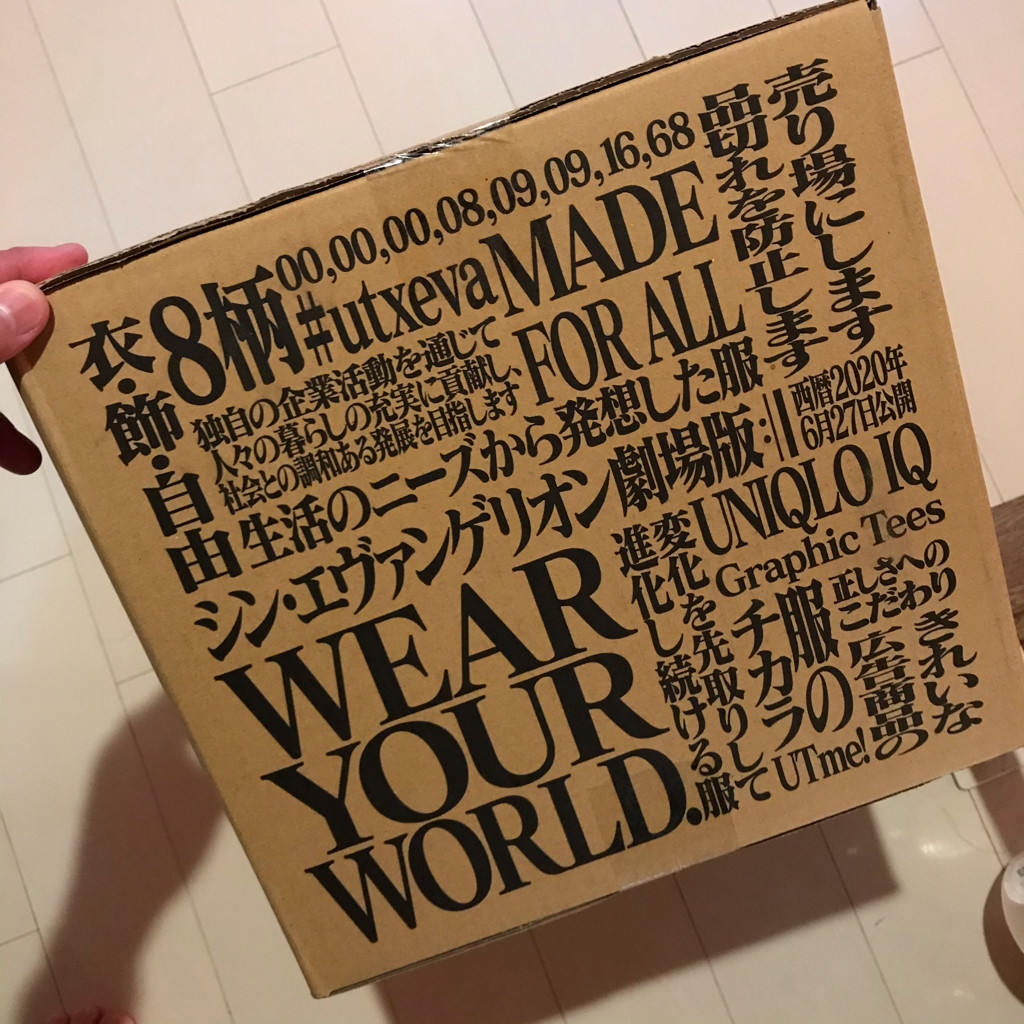 00,00,00,08,09,09,16,68
8柄
#utxeva
MADE
FOR ALL
衣・飾・自由
独自の企業活動を通じて
人々の暮らしの充実に貢献し、
社会との調和ある発展を目指します
生活のニーズから発想した服
シン・エヴァンゲリオン劇場版:||
西暦2020年
6月27日公開
売り場にします
品切れを防止します
WEAR
YOUR
WORLD.
UNIQLO IQ
Graphic Tees
変化を先取りして
進化し続ける服
服の
チカラ
正しさへの
こだわり
きれいな
広告商品の
UTme!